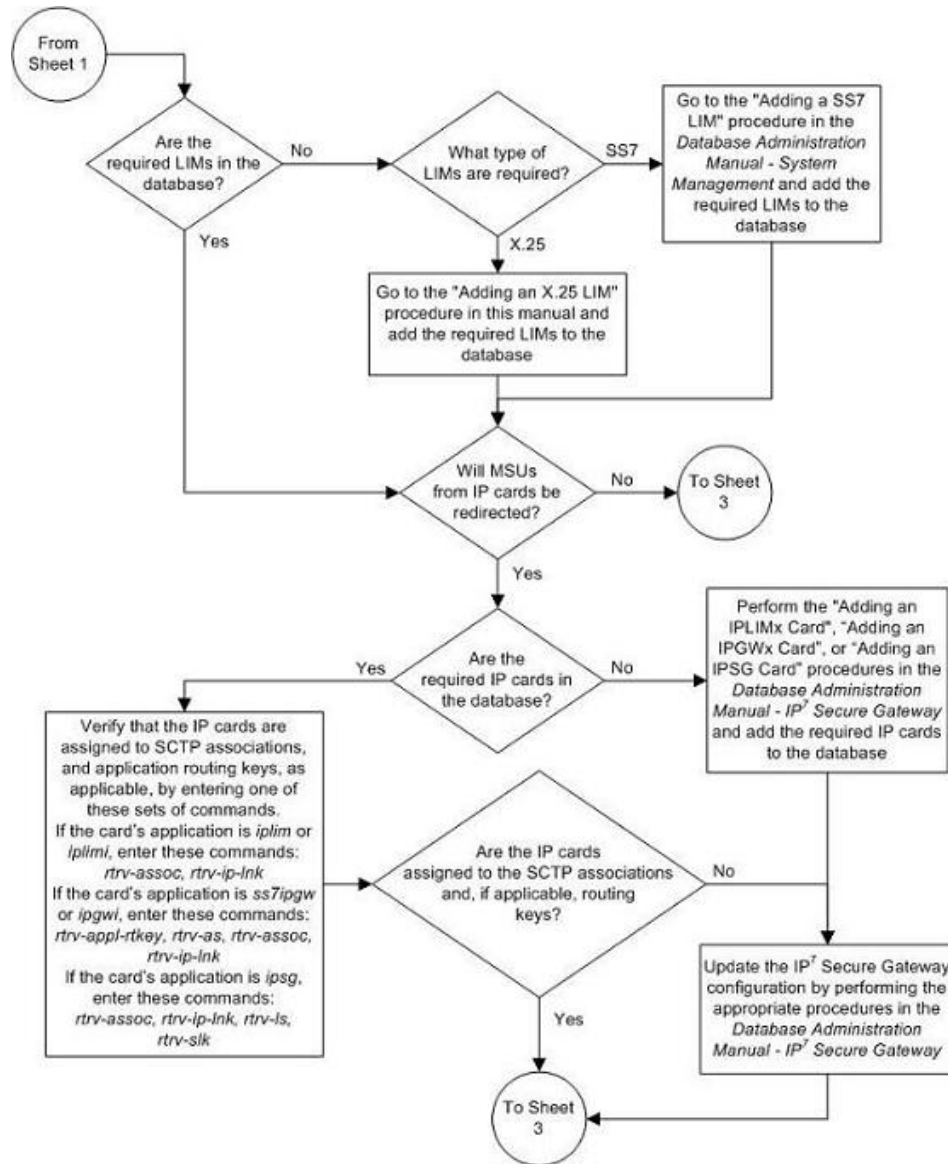 From
Sheet 1
Are the
required LIMs in the
database?
No
Yes
What type of
LIMs are required?
SS7
X.25
Go to the "Adding a SS7
LIM" procedure in the
Database Administration
Manual - System
Management and add the
required LIMs to the
database
Go to the "Adding an X.25 LIM"
procedure in this manual and
add the required LIMs to the
database
Will MSUs
from IP cards be
redirected?
No
To Sheet
3
Yes
Are the
required IP cards in
the database?
Yes
No
Perform the "Adding an
IPLIMx Card", “Adding an
IPGWx Card”, or “Adding an
IPSG Card” procedures in the
Database Administration
Manual - IP⁷ Secure Gateway
and add the required IP cards
to the database
Verify that the IP cards are
assigned to SCTP associations,
and application routing keys, as
applicable, by entering one of
these sets of commands.
If the card’s application is iplim or
iplimi, enter these commands:
rtrv-assoc, rtrv-ip-lnk
If the card’s application is ss7ipgw
or ipgwi, enter these commands:
rtrv-appl-rtkey, rtrv-as, rtrv-assoc,
rtrv-ip-lnk
If the card’s application is ipsg,
enter these commands:
rtrv-assoc, rtrv-ip-lnk, rtrv-ls,
rtrv-slk
Are the IP cards
assigned to the SCTP associations
and, if applicable, routing
keys?
No
Yes
Update the IP⁷ Secure Gateway
configuration by performing the
appropriate procedures in the
Database Administration
Manual - IP⁷ Secure Gateway
To Sheet
3